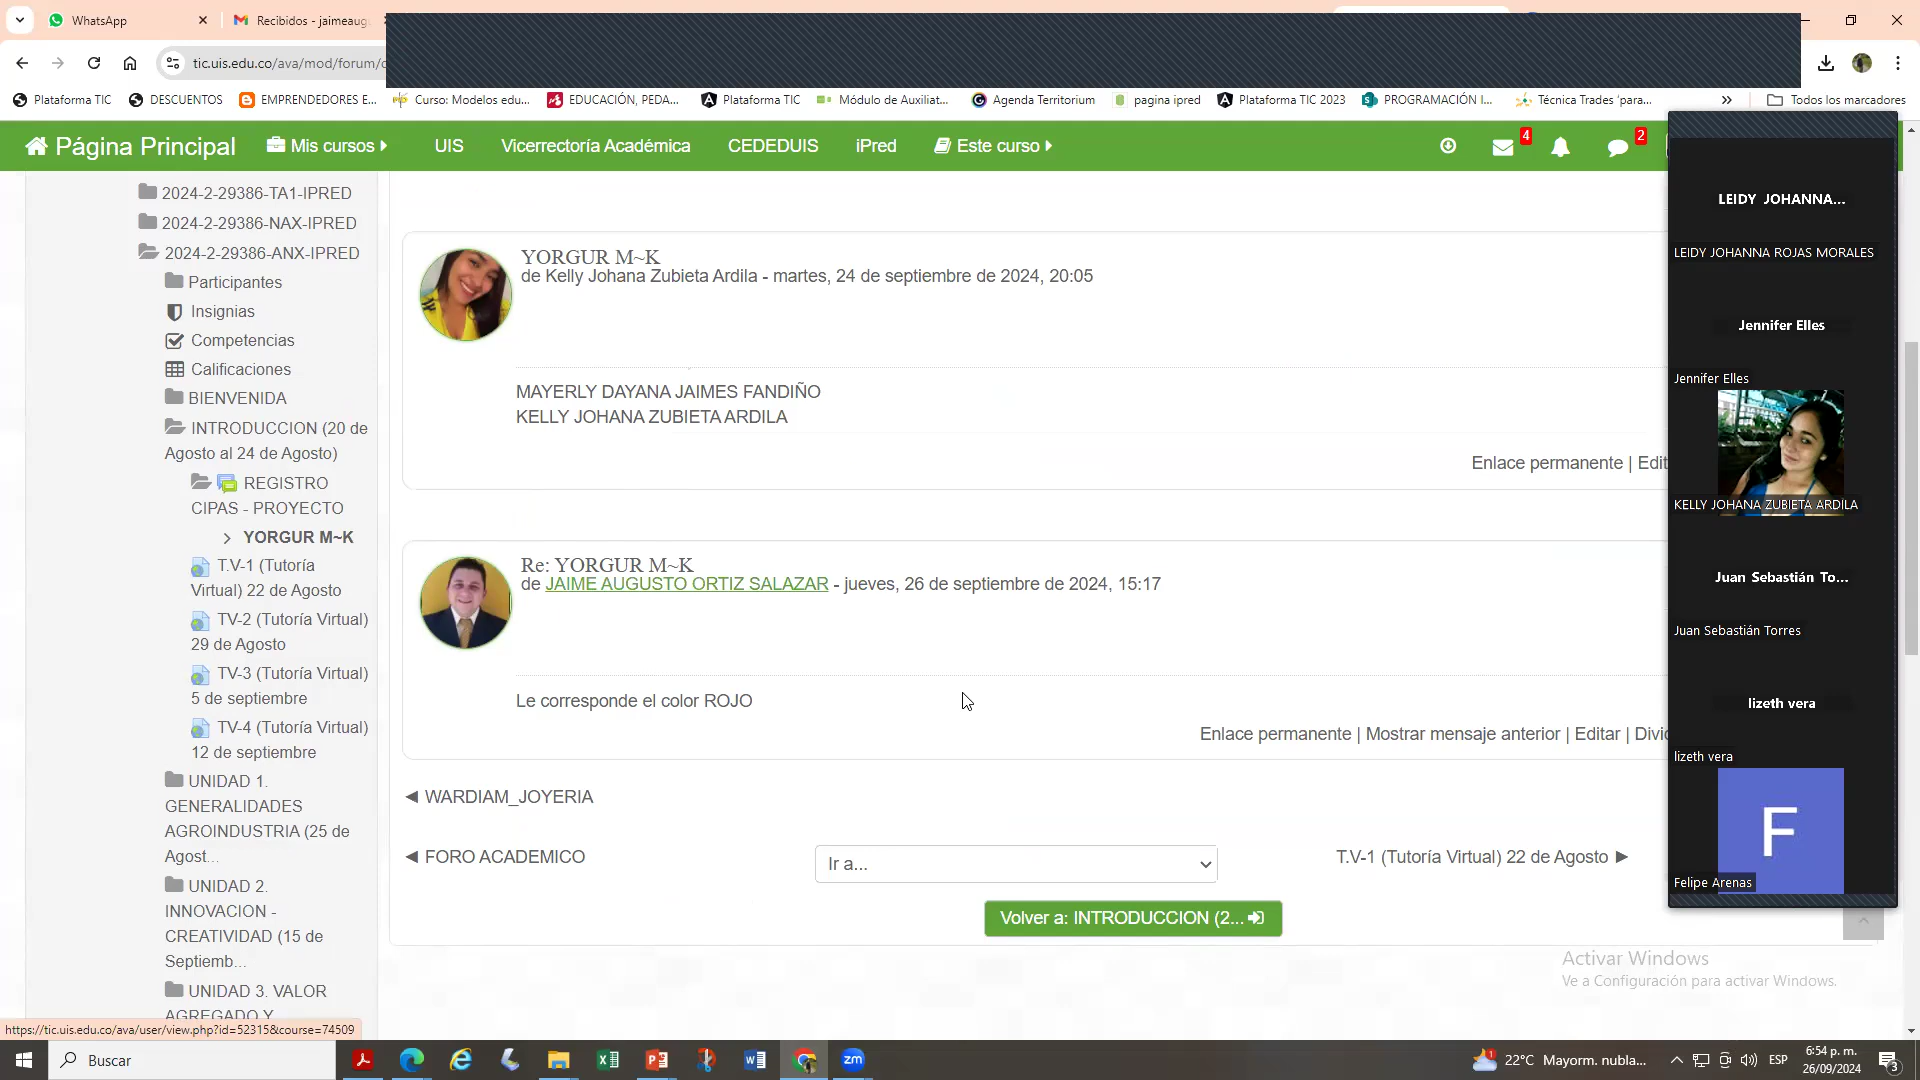 WhatsApp
Recibidos - jaimeaug
tic.uis.edu.co/ava/mod/forum/
Plataforma TIC
DESCUENTOS
EMPRENDEDORES E...
Curso: Modelos edu...
EDUCACIÓN, PEDA...
Plataforma TIC
Módulo de Auxiliat...
Agenda Territorium
pagina ipred
Plataforma TIC 2023
PROGRAMACIÓN I...
Técnica Trades 'para...
Todos los marcadores
Página Principal
Mis cursos
UIS
Vicerrectoría Académica
CEDEDUIS
iPred
Este curso
4
2
2024-2-29386-TA1-IPRED
2024-2-29386-NAX-IPRED
2024-2-29386-ANX-IPRED
Participantes
Insignias
Competencias
Calificaciones
BIENVENIDA
INTRODUCCION (20 de
Agosto al 24 de Agosto)
REGISTRO
CIPAS - PROYECTO
YORGUR M~K
T.V-1 (Tutoría
Virtual) 22 de Agosto
TV-2 (Tutoría Virtual)
29 de Agosto
TV-3 (Tutoría Virtual)
5 de septiembre
TV-4 (Tutoría Virtual)
12 de septiembre
UNIDAD 1.
GENERALIDADES
AGROINDUSTRIA (25 de
Agost...
UNIDAD 2.
INNOVACION -
CREATIVIDAD (15 de
Septiemb...
UNIDAD 3. VALOR
AGREGADO Y
https://tic.uis.edu.co/ava/user/view.php?id=52315&course=74509
YORGUR M~K
de Kelly Johana Zubieta Ardila - martes, 24 de septiembre de 2024, 20:05
MAYERLY DAYANA JAIMES FANDIÑO
KELLY JOHANA ZUBIETA ARDILA
Enlace permanente | Edit
Re: YORGUR M~K
de JAIME AUGUSTO ORTIZ SALAZAR - jueves, 26 de septiembre de 2024, 15:17
Le corresponde el color ROJO
Enlace permanente | Mostrar mensaje anterior | Editar | Divid
◀ WARDIAM_JOYERIA
◀ FORO ACADEMICO
Ir a...
T.V-1 (Tutoría Virtual) 22 de Agosto ▶
Volver a: INTRODUCCION (2...
LEIDY JOHANNA...
LEIDY JOHANNA ROJAS MORALES
Jennifer Elles
Jennifer Elles
KELLY JOHANA ZUBIETA ARDILA
Juan Sebastián To...
Juan Sebastián Torres
lizeth vera
lizeth vera
F
Felipe Arenas
Activar Windows
Ve a Configuración para activar Windows.
Buscar
zm
22°C Mayorm. nubla...
ESP
6:54 p. m.
26/09/2024
3